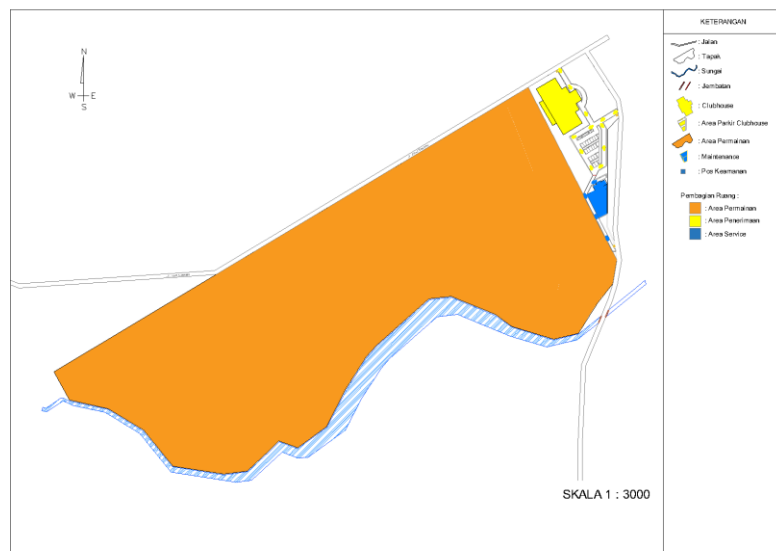 KETERANGAN
: Jalan
: Tapak
: Sungai
: Jembatan
: Clubhouse
: Area Parkir Clubhouse
: Area Permainan
: Maintenance
: Pos Keamanan
Pembagian Ruang :
: Area Permainan
: Area Penerimaan
: Area Service
N
W
E
S
SKALA 1 : 3000